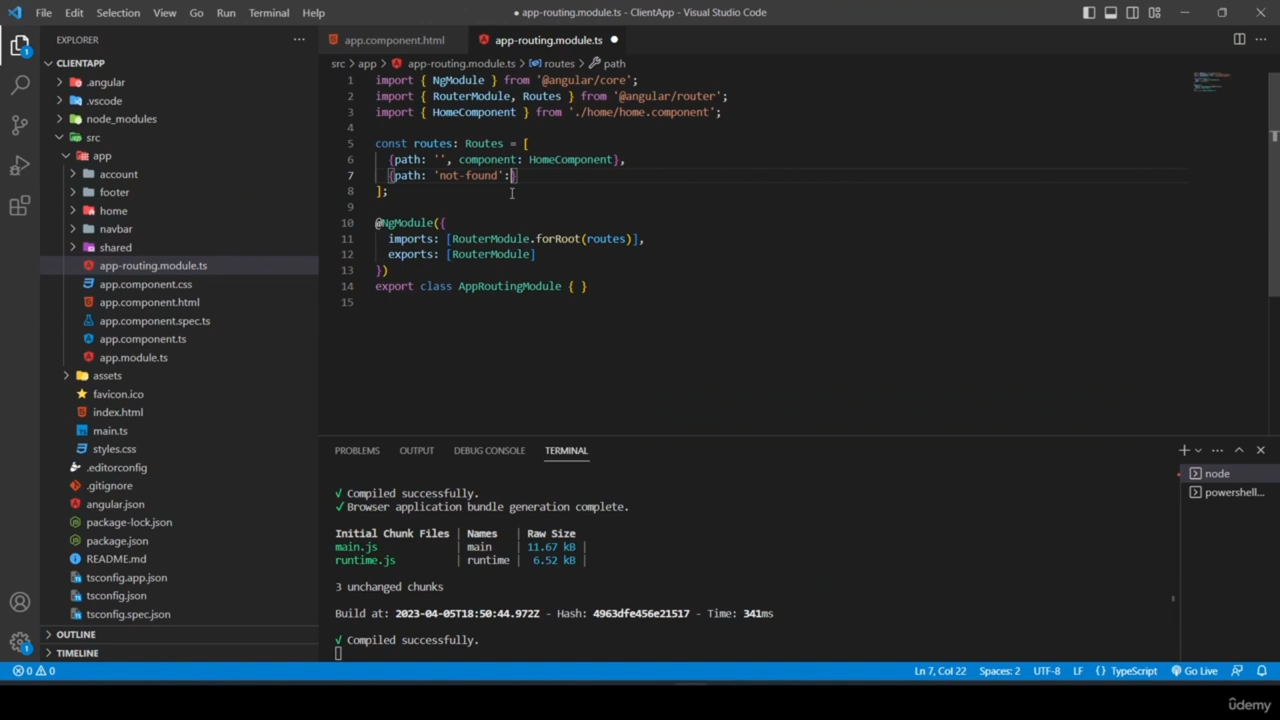 File Edit Selection View Go Run Terminal Help
● app-routing.module.ts - ClientApp - Visual Studio Code
EXPLORER
CLIENTAPP
.angular
.vscode
node_modules
src
app
account
footer
home
navbar
shared
app-routing.module.ts
app.component.css
app.component.html
app.component.spec.ts
app.component.ts
app.module.ts
assets
favicon.ico
index.html
main.ts
styles.css
.editorconfig
.gitignore
angular.json
package-lock.json
package.json
README.md
tsconfig.app.json
tsconfig.json
tsconfig.spec.json
OUTLINE
TIMELINE
app.component.html app-routing.module.ts ●
src > app > app-routing.module.ts > routes > path
1 import { NgModule } from '@angular/core';
2 import { RouterModule, Routes } from '@angular/router';
3 import { HomeComponent } from './home/home.component';
4
5 const routes: Routes = [
6 {path: '', component: HomeComponent},
7 {path: 'not-found':}
8 ];
9
10 @NgModule({
11 imports: [RouterModule.forRoot(routes)],
12 exports: [RouterModule]
13 })
14 export class AppRoutingModule { }
15
PROBLEMS OUTPUT DEBUG CONSOLE TERMINAL
√ Compiled successfully.
√ Browser application bundle generation complete.
Initial Chunk Files | Names | Raw Size
main.js | main | 11.67 kB |
runtime.js | runtime | 6.52 kB |
3 unchanged chunks
Build at: 2023-04-05T18:50:44.972Z - Hash: 4963dfe456e21517 - Time: 341ms
√ Compiled successfully.
node
powershell...
1
1
0 0 Ln 7, Col 22 Spaces: 2 UTF-8 LF {} TypeScript Go Live
ûdemy